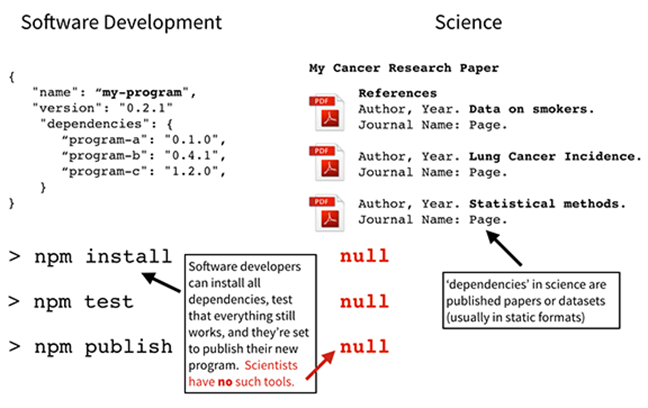 Software Development
{
"name": “my-program”,
"version": "0.2.1"
"dependencies": {
“program-a": "0.1.0",
“program-b": "0.4.1",
“program-c": "1.2.0",
}
}
> npm install
> npm test
> npm publish
Software developers
can install all
dependencies, test
that everything still
works, and they’re set
to publish their new
program. Scientists
have no such tools.
Science
My Cancer Research Paper
References
PDF
Author, Year. Data on smokers.
Journal Name: Page.
PDF
Author, Year. Lung Cancer Incidence.
Journal Name: Page.
PDF
Author, Year. Statistical methods.
Journal Name: Page.
null
null
null
‘dependencies’ in science are
published papers or datasets
(usually in static formats)